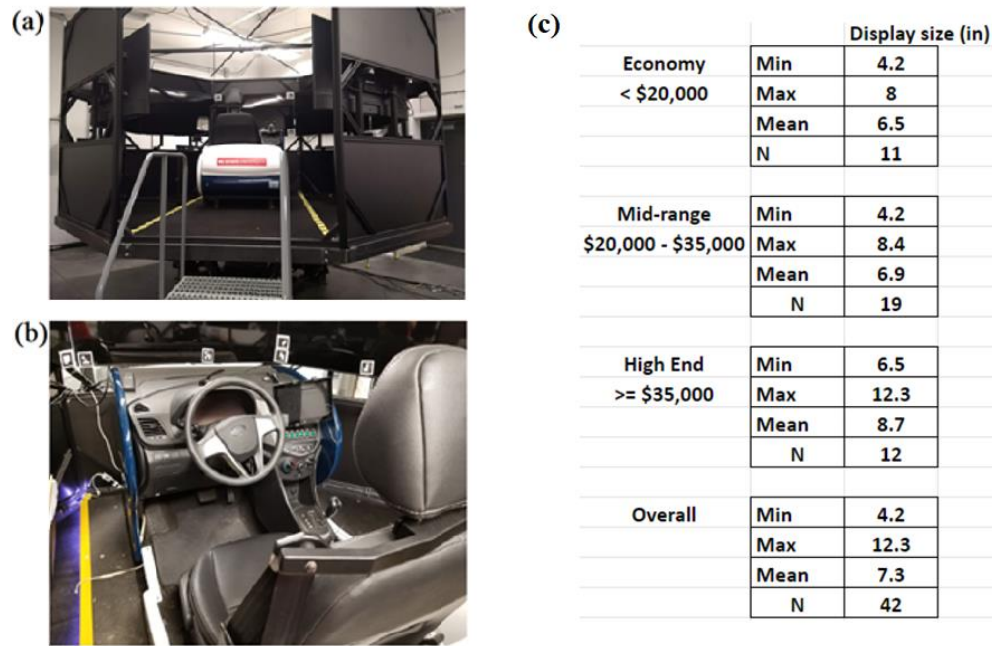 (a)
(b)
(c)
Display size (in)
Economy Min 4.2
< $20,000 Max 8
Mean 6.5
N 11
Mid-range Min 4.2
$20,000 - $35,000 Max 8.4
Mean 6.9
N 19
High End Min 6.5
>= $35,000 Max 12.3
Mean 8.7
N 12
Overall Min 4.2
Max 12.3
Mean 7.3
N 42